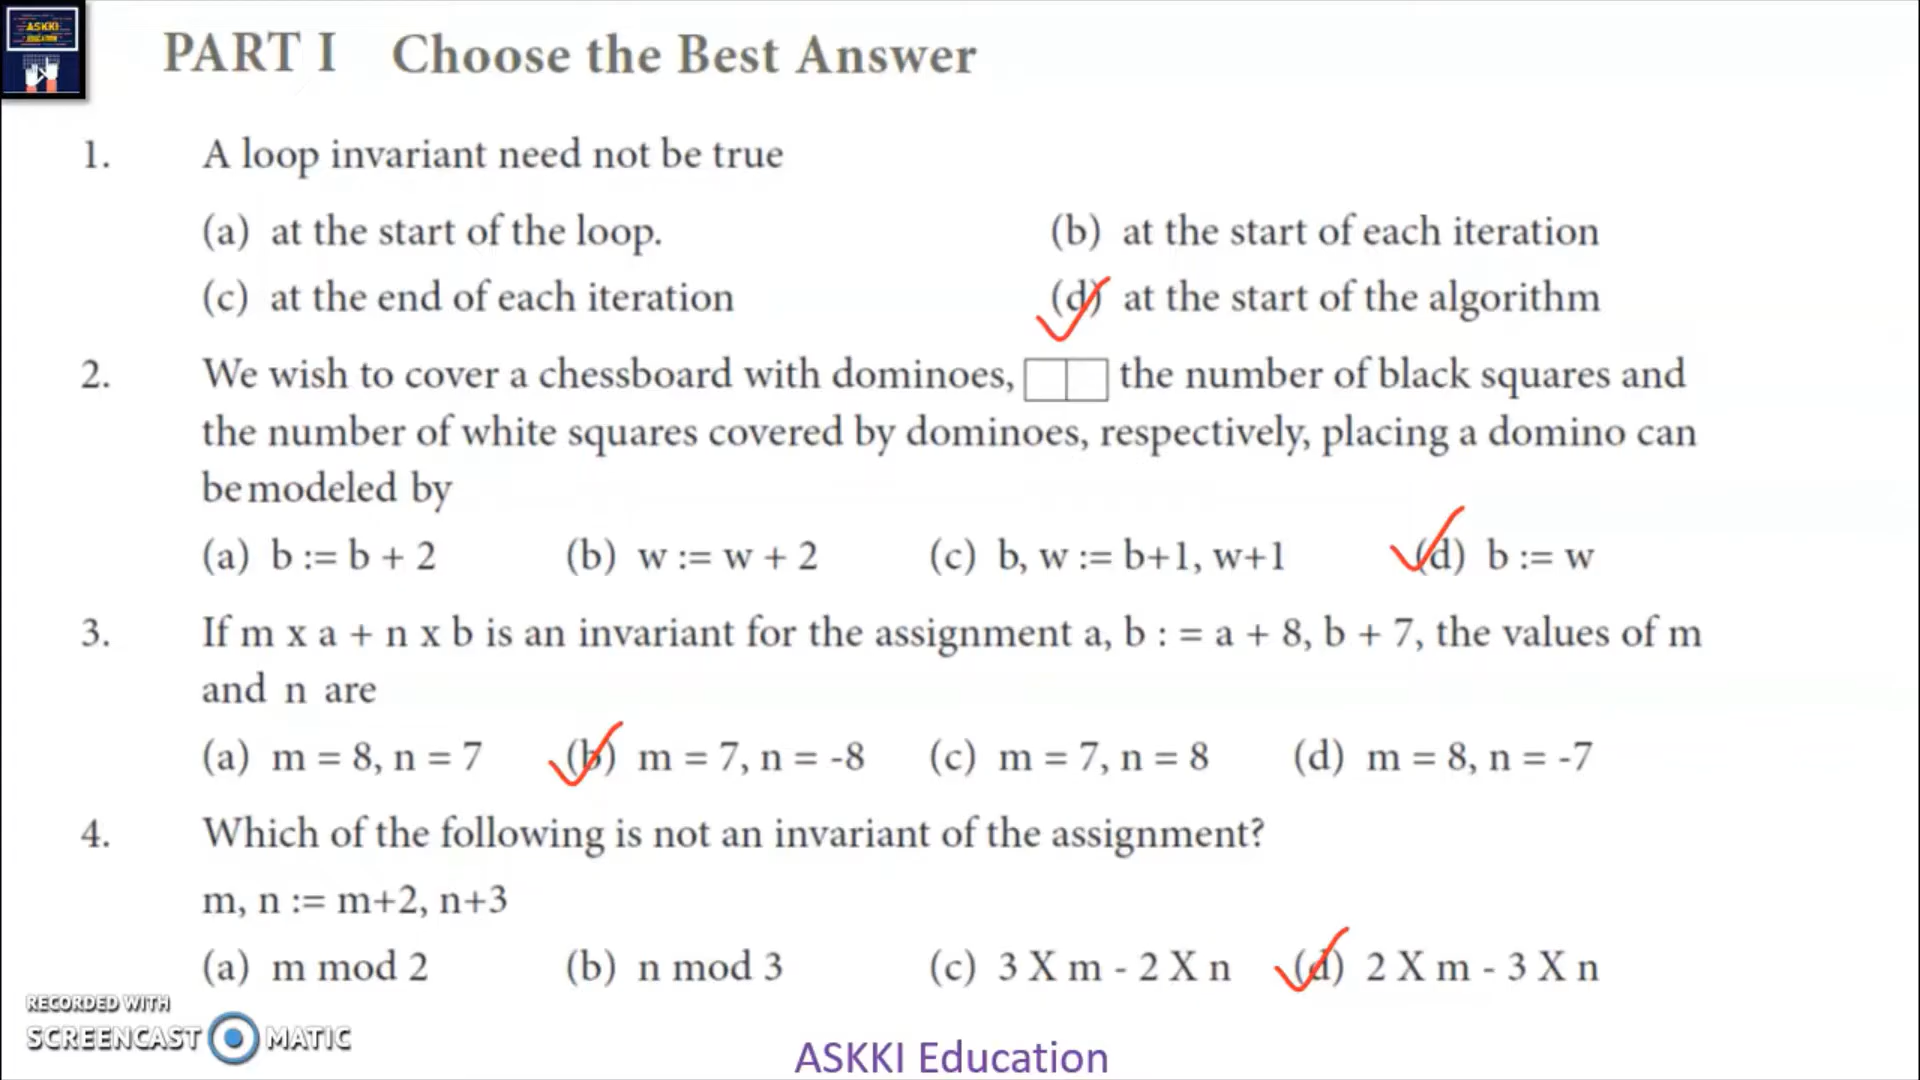 ASKKI
EDUCATION
PART I Choose the Best Answer
1. A loop invariant need not be true
(a) at the start of the loop. (b) at the start of each iteration
(c) at the end of each iteration (d) at the start of the algorithm
2. We wish to cover a chessboard with dominoes, the number of black squares and
the number of white squares covered by dominoes, respectively, placing a domino can
be modeled by
(a) b := b + 2 (b) w := w + 2 (c) b, w := b+1, w+1 (d) b := w
3. If m x a + n x b is an invariant for the assignment a, b : = a + 8, b + 7, the values of m
and n are
(a) m = 8, n = 7 (b) m = 7, n = -8 (c) m = 7, n = 8 (d) m = 8, n = -7
4. Which of the following is not an invariant of the assignment?
m, n := m+2, n+3
(a) m mod 2 (b) n mod 3 (c) 3 X m - 2 X n (d) 2 X m - 3 X n
RECORDED WITH
SCREENCAST MATIC
ASKKI Education